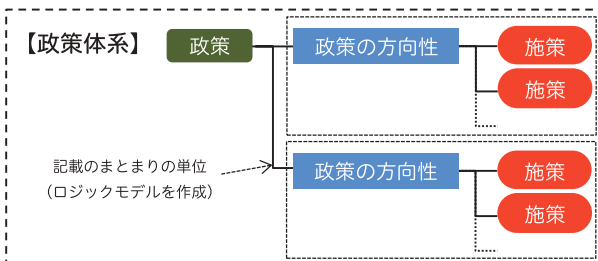 【政策体系】
政策
政策の方向性
施策
施策
記載のまとまりの単位
（ロジックモデルを作成）
政策の方向性
施策
施策